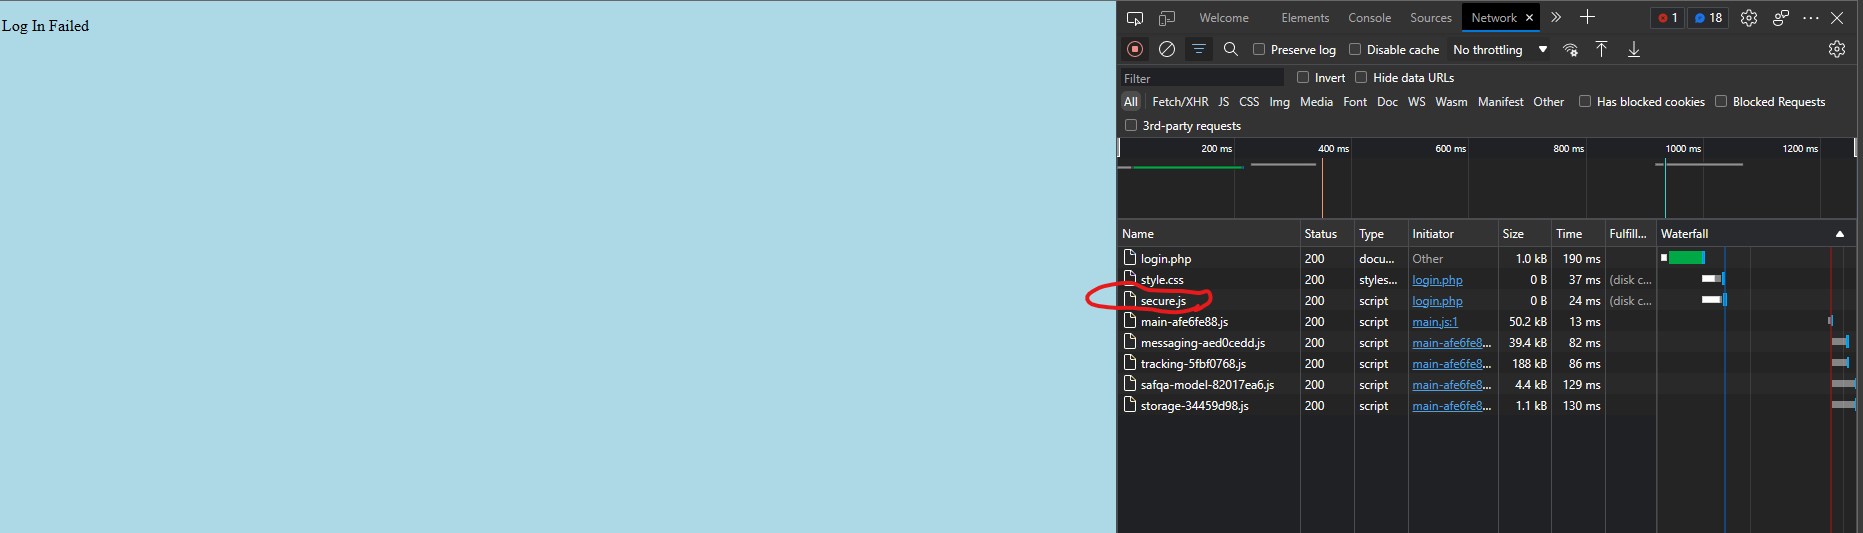 Log In Failed
Welcome Elements Console Sources Network 1 18
Preserve log Disable cache No throttling
Filter Invert Hide data URLs
All Fetch/XHR JS CSS Img Media Font Doc WS Wasm Manifest Other Has blocked cookies Blocked Requests
3rd-party requests
200 ms 400 ms 600 ms 800 ms 1000 ms 1200 ms
Name Status Type Initiator Size Time Fulfill... Waterfall
login.php 200 docu... Other 1.0 kB 190 ms
style.css 200 styles... login.php 0 B 37 ms (disk c...
secure.js 200 script login.php 0 B 24 ms (disk c...
main-afe6fe88.js 200 script main.js:1 50.2 kB 13 ms
messaging-aed0cedd.js 200 script main-afe6fe8... 39.4 kB 82 ms
tracking-5fbf0768.js 200 script main-afe6fe8... 188 kB 86 ms
safqa-model-82017ea6.js 200 script main-afe6fe8... 4.4 kB 129 ms
storage-34459d98.js 200 script main-afe6fe8... 1.1 kB 130 ms